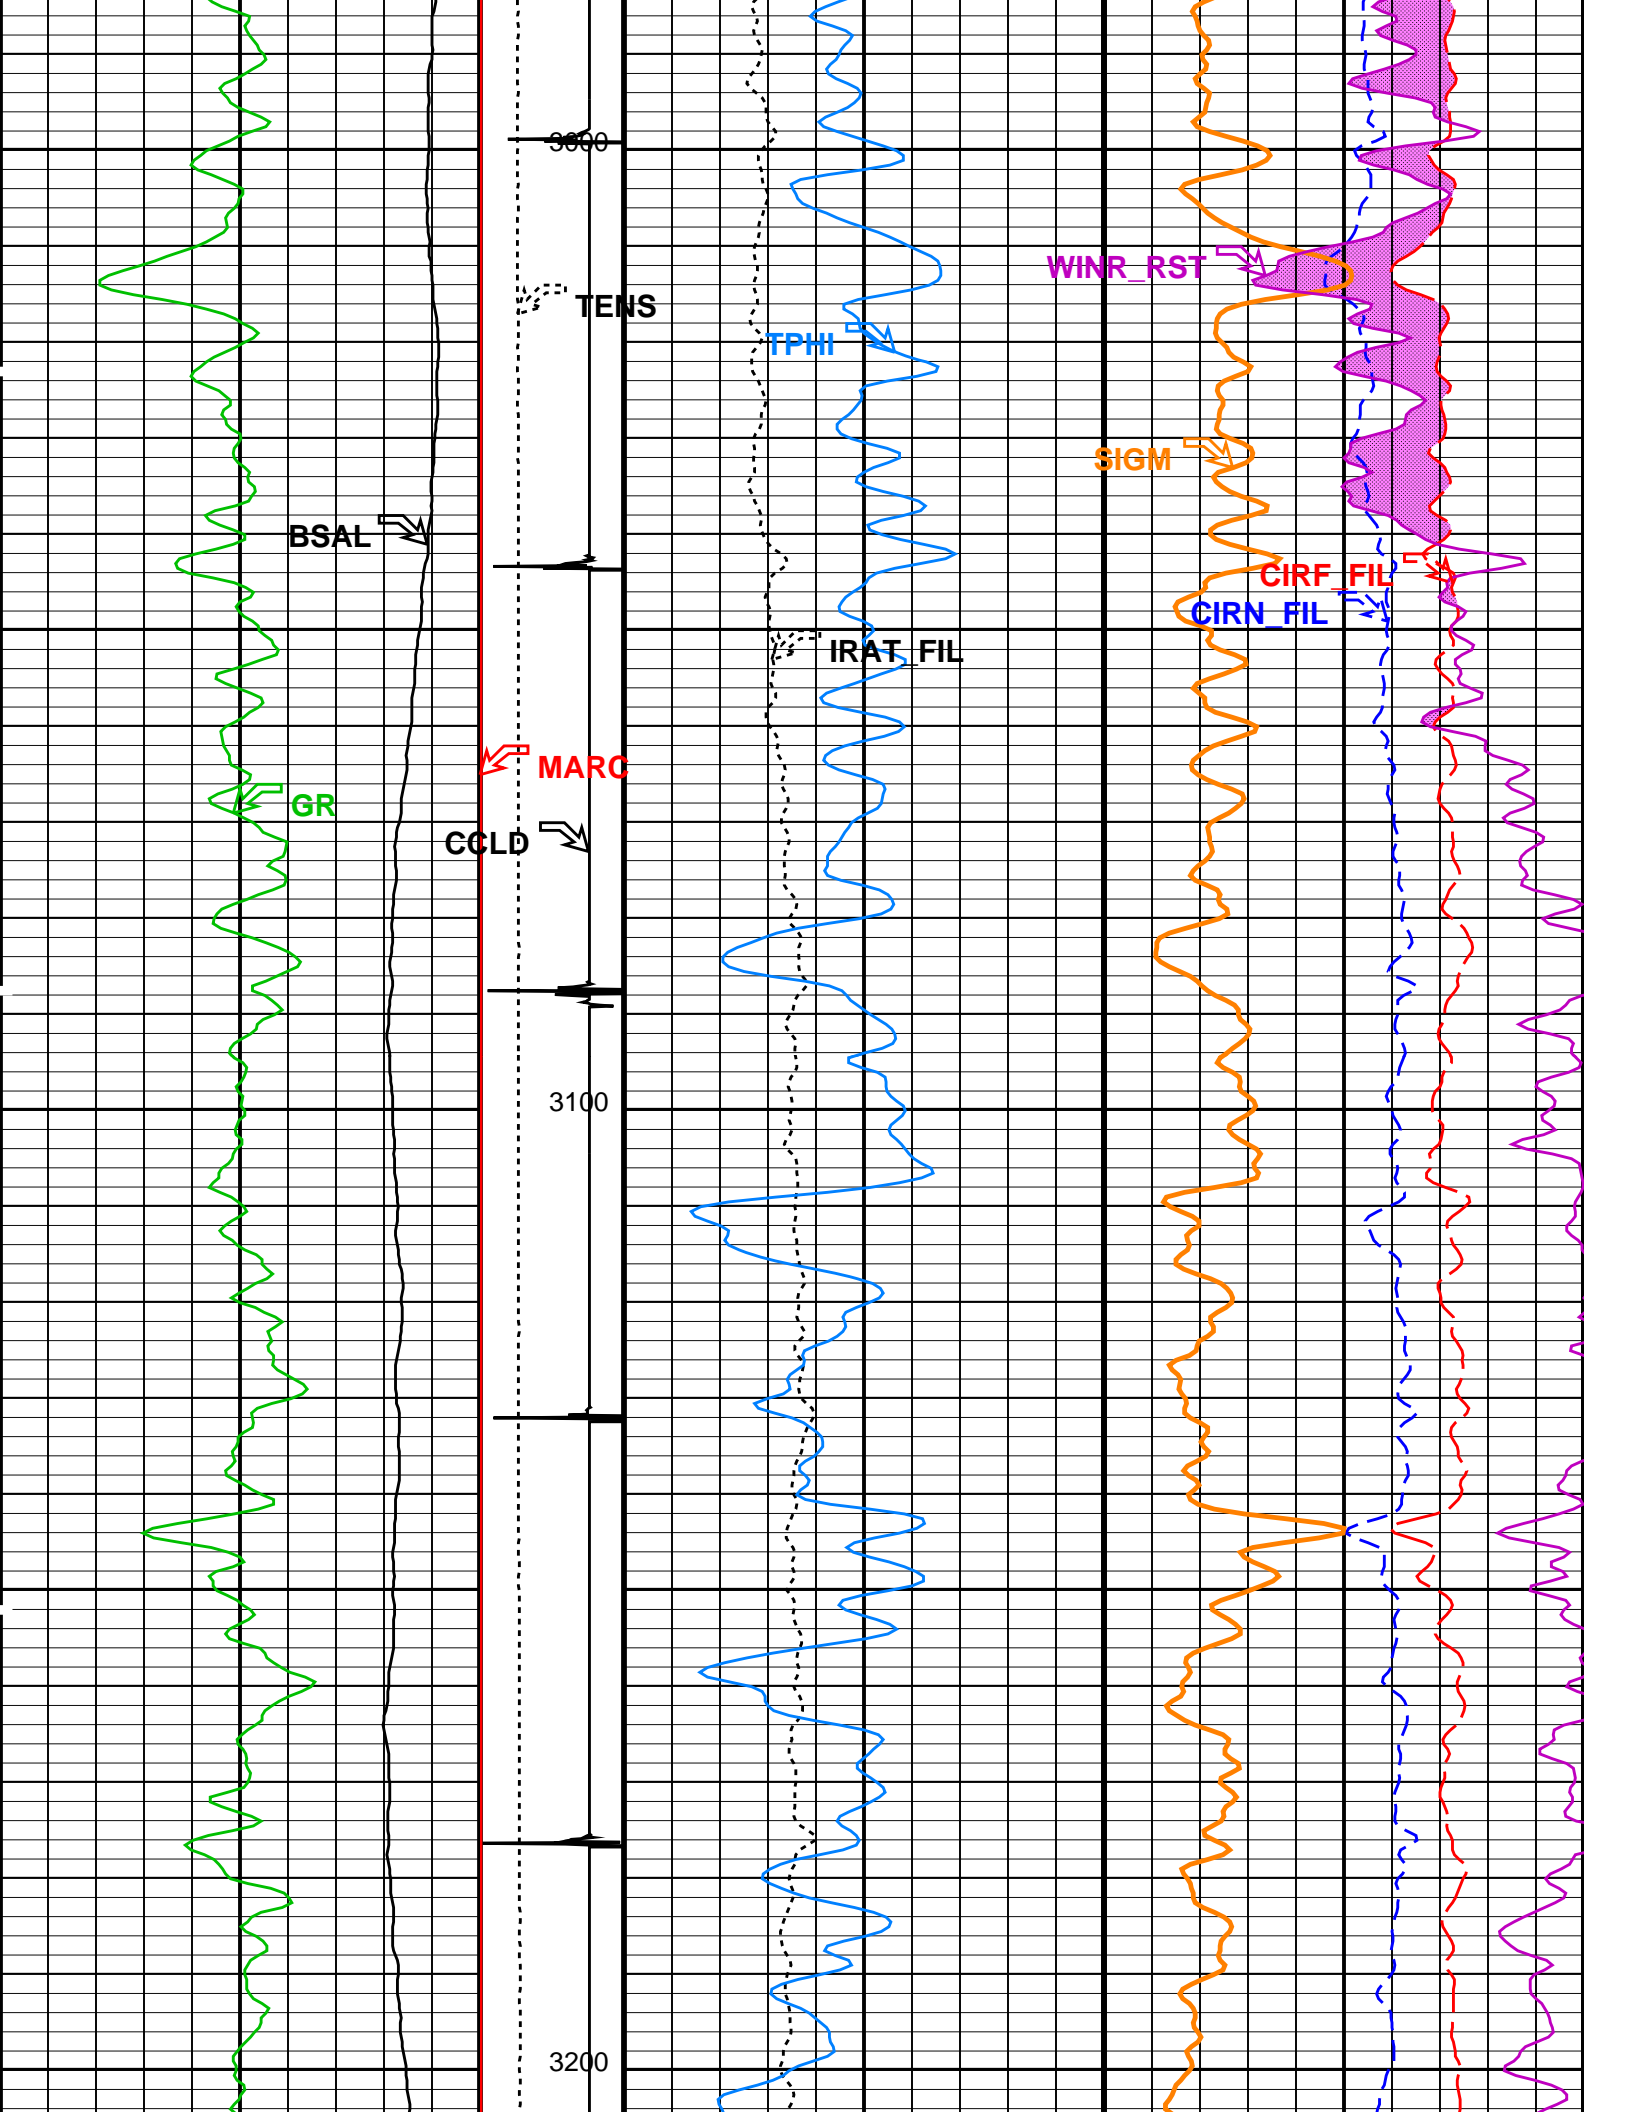 3000
WINR_RST
TENS
TPHI
SIGM
BSAL
CIRF_FIL
CIRN_FIL
IRAT_FIL
MARC
GR
CCLD
3100
3200